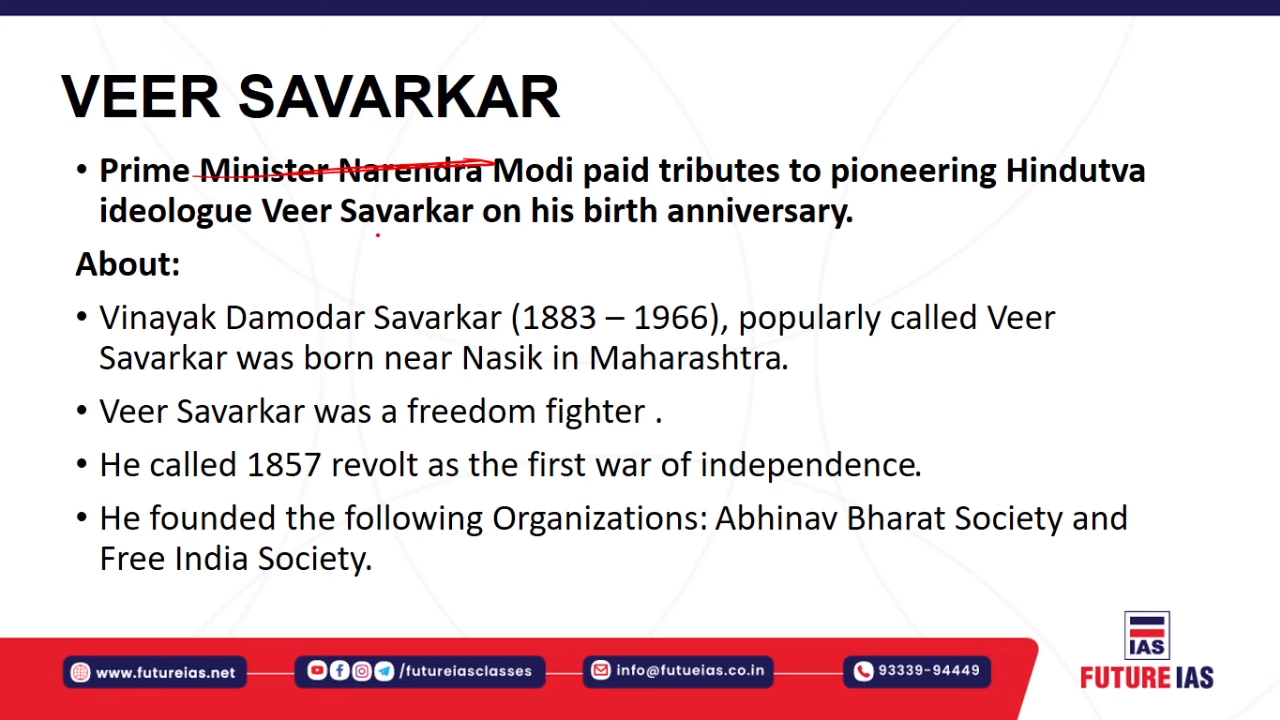 VEER SAVARKAR
• Prime Minister Narendra Modi paid tributes to pioneering Hindutva
ideologue Veer Savarkar on his birth anniversary.
About:
• Vinayak Damodar Savarkar (1883 – 1966), popularly called Veer
Savarkar was born near Nasik in Maharashtra.
• Veer Savarkar was a freedom fighter .
• He called 1857 revolt as the first war of independence.
• He founded the following Organizations: Abhinav Bharat Society and
Free India Society.
IAS
FUTURE IAS
www.futureias.net
/futureiasclasses
info@futueias.co.in
93339-94449